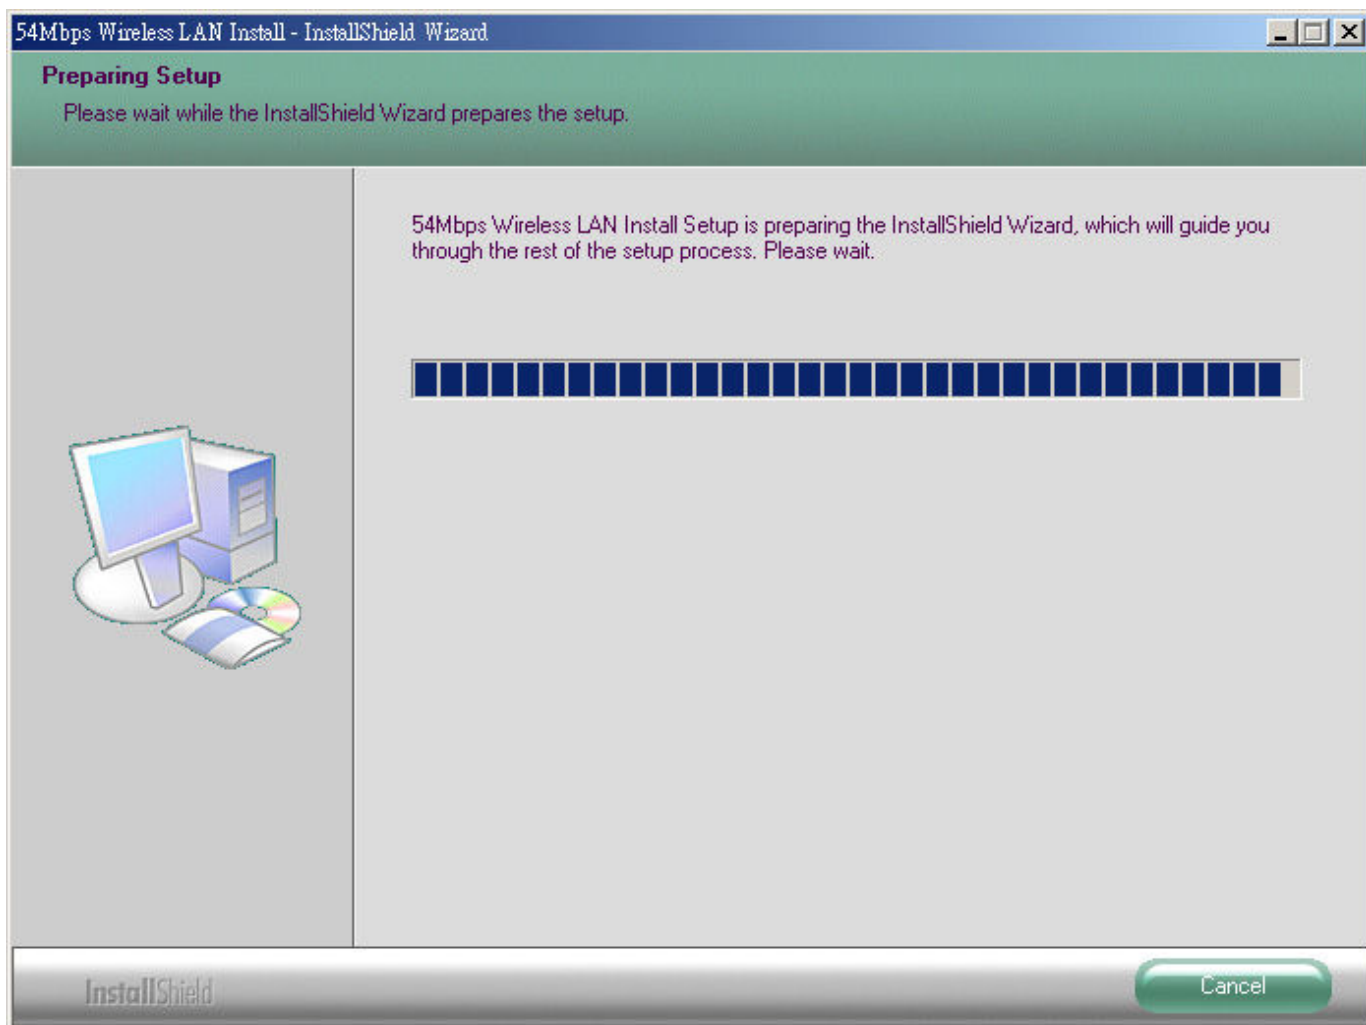 54Mbps Wireless LAN Install - InstallShield Wizard
Preparing Setup
Please wait while the InstallShield Wizard prepares the setup.
54Mbps Wireless LAN Install Setup is preparing the InstallShield Wizard, which will guide you
through the rest of the setup process. Please wait.
InstallShield
Cancel